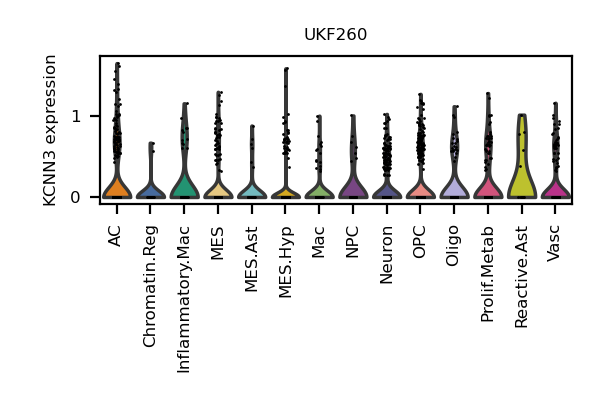 UKF260
KCNN3 expression
1
0
AC
Chromatin.Reg
Inflammatory.Mac
MES
MES.Ast
MES.Hyp
Mac
NPC
Neuron
OPC
Oligo
Prolif.Metab
Reactive.Ast
Vasc